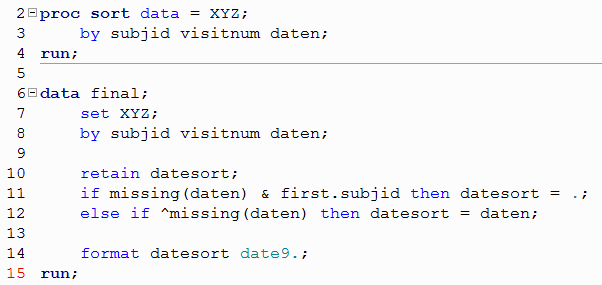 2 proc sort data = XYZ;
3 by subjid visitnum daten;
4 run;
5
6 data final;
7 set XYZ;
8 by subjid visitnum daten;
9
10 retain datesort;
11 if missing(daten) & first.subjid then datesort = .;
12 else if ^missing(daten) then datesort = daten;
13
14 format datesort date9.;
15 run;